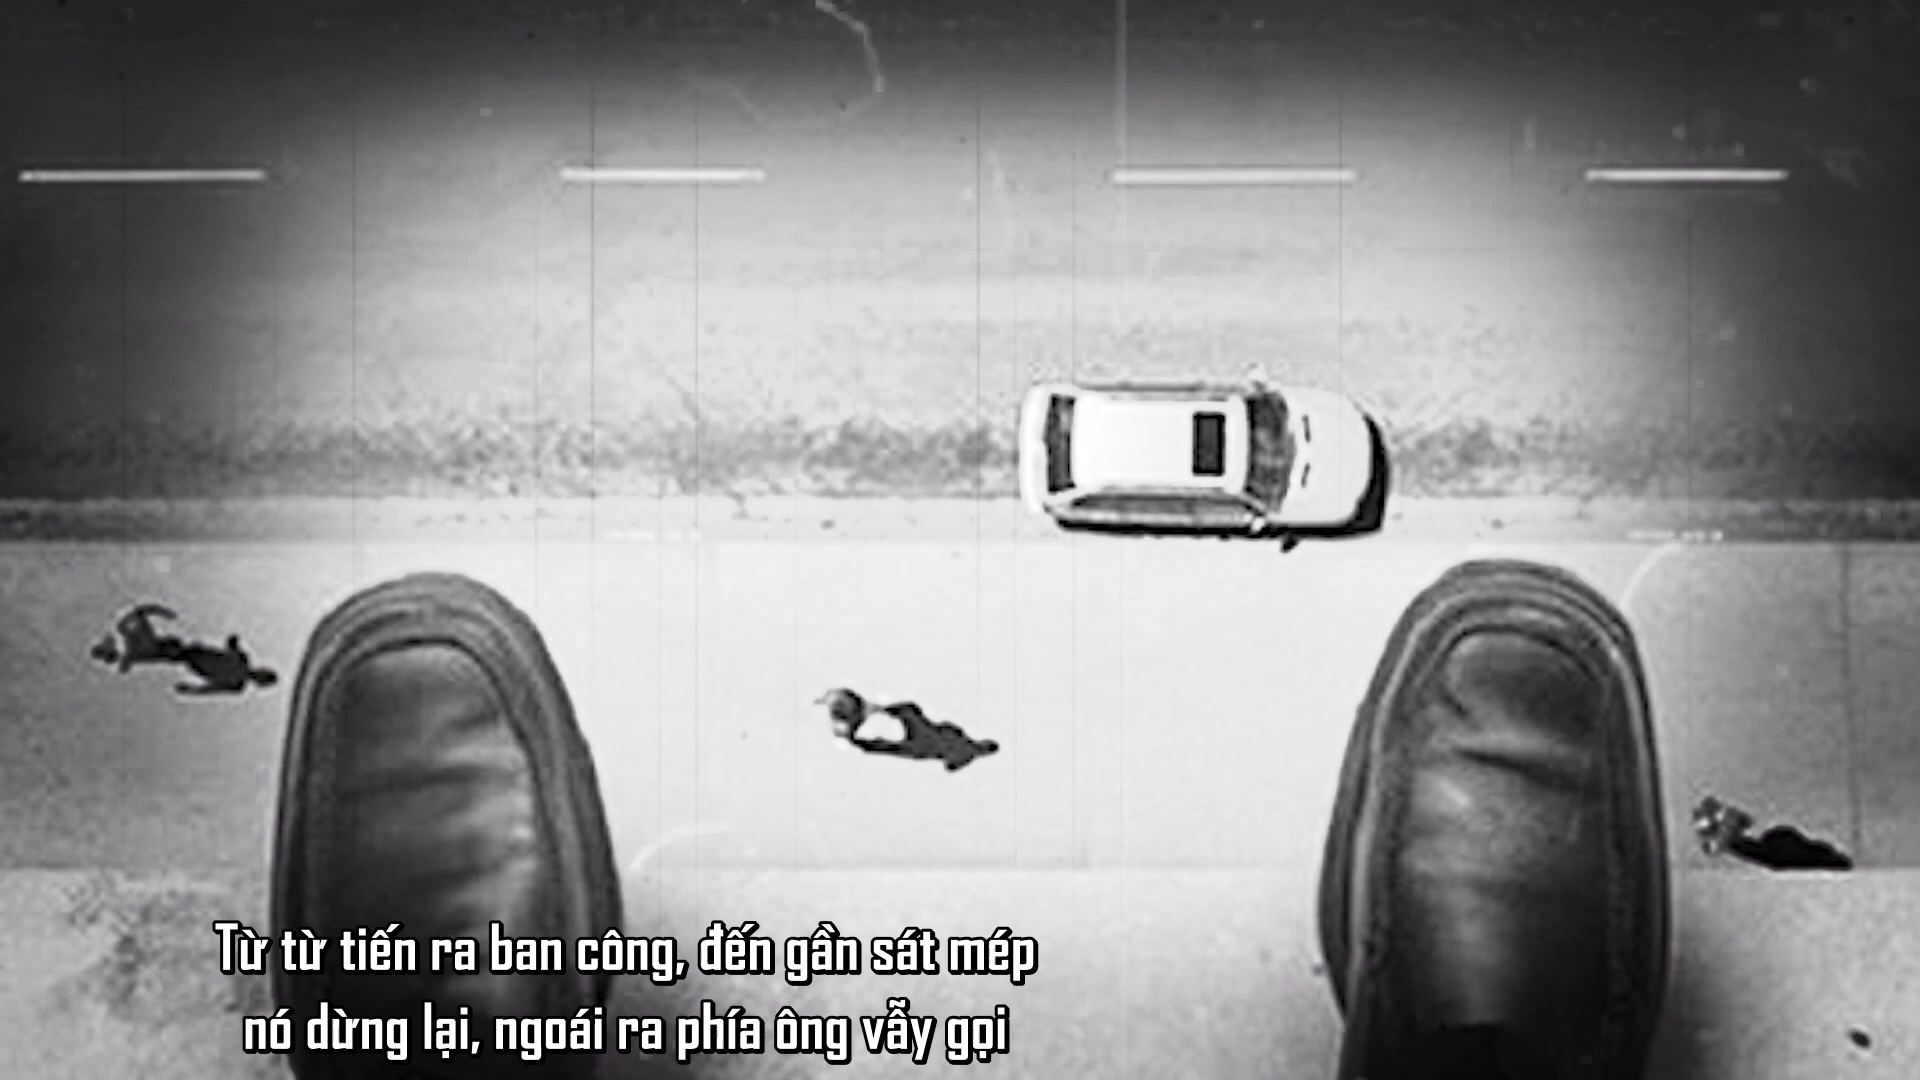 Từ từ tiến ra ban công, đến gần sát mép
nó dừng lại, ngoái ra phía ông vẫy gọi